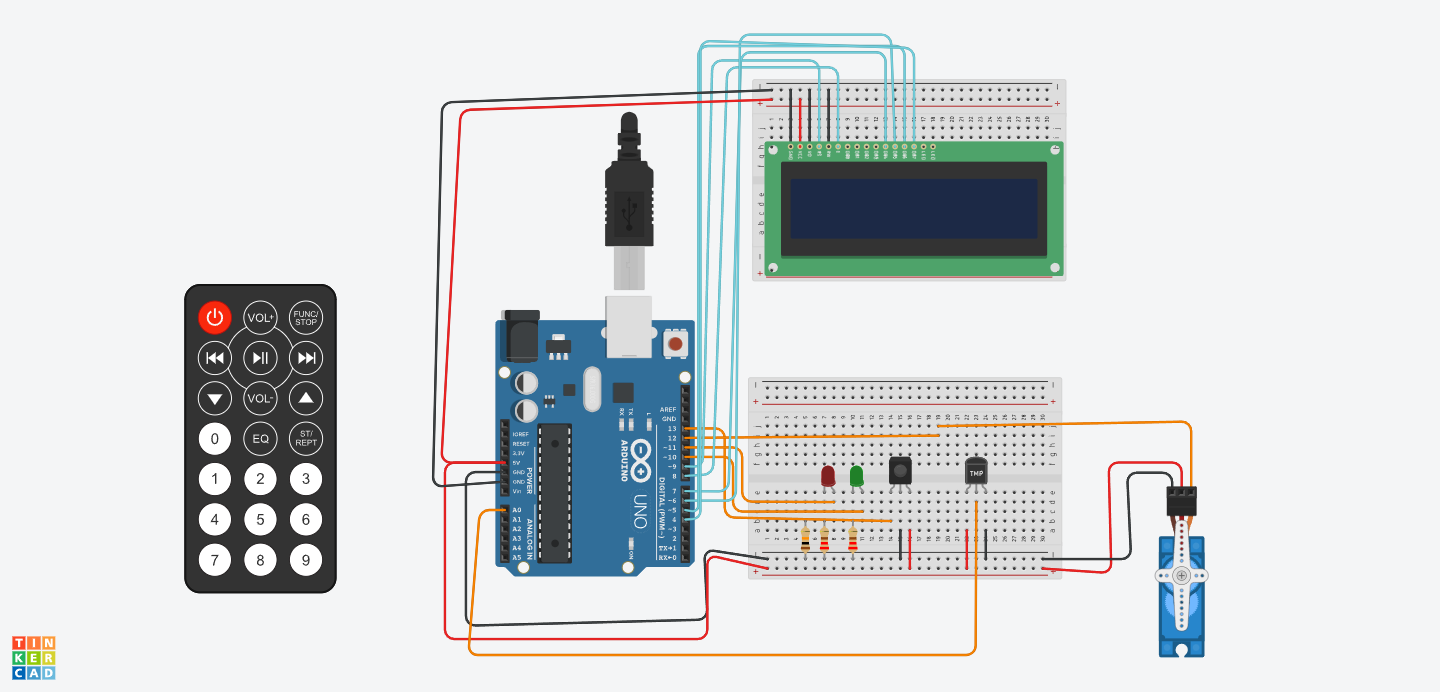 VOL+
FUNC/
STOP
VOL-
0
EQ
ST/
REPT
1
2
3
4
5
6
7
8
9
TIN
KER
CAD
IOREF
RESET
3.3V
5V
GND
GND
Vin
POWER
A0
A1
A2
A3
A4
A5
ANALOG IN
RX
TX
L
ARDUINO
UNO
ON
AREF
GND
13
12
~11
~10
~9
8
7
~6
~5
4
~3
2
TX→1
RX←0
DIGITAL (PWM~)
TMP